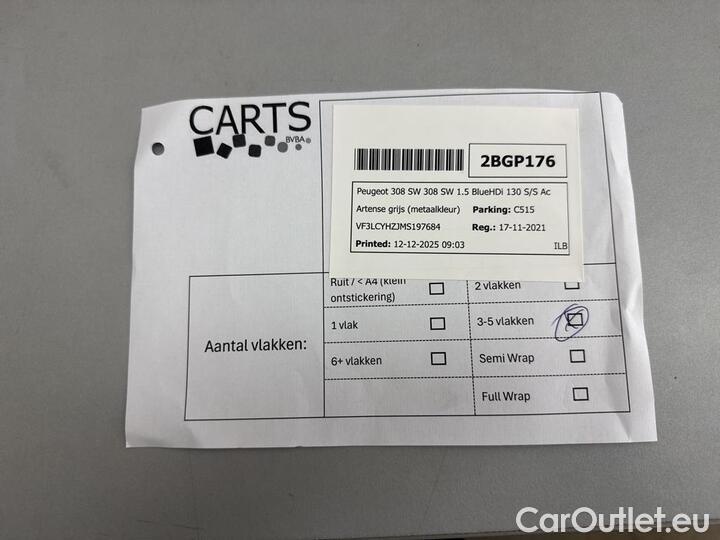 CARTS
BVBA
2BGP176
Peugeot 308 SW 308 SW 1.5 BlueHDi 130 S/S Ac
Artense grijs (metaalkleur) Parking: C515
VF3LCYHZJMS197684 Reg.: 17-11-2021
Printed: 12-12-2025 09:03 ILB
Aantal vlakken:
Ruit / < A4 (klein
ontstickering)
2 vlakken
1 vlak
3-5 vlakken
6+ vlakken
Semi Wrap
Full Wrap
CarOutlet.eu